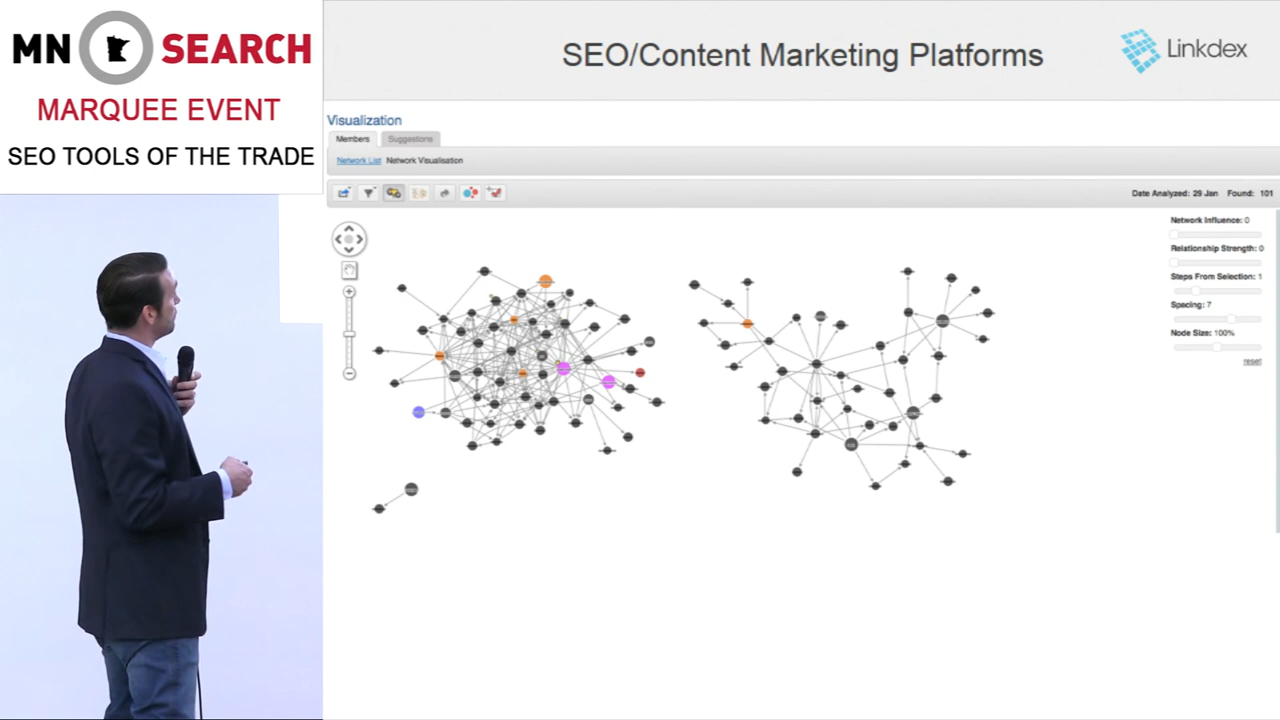 MN SEARCH
MARQUEE EVENT
SEO TOOLS OF THE TRADE
SEO/Content Marketing Platforms
Linkdex
Visualization
Members Suggestions
Network List Network Visualisation
Date Analyzed: 29 Jan Found: 101
Network Influence: 0
Relationship Strength: 0
Steps From Selection: 1
Spacing: 7
Node Size: 100%
reset